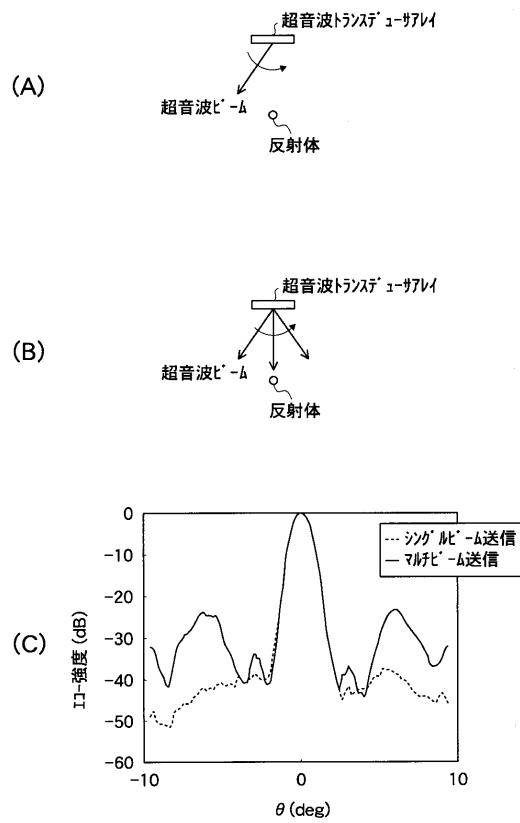 超音波トランスデューサアレイ
(A)
超音波ビーム
反射体
超音波トランスデューサアレイ
(B)
超音波ビーム
反射体
(C)
エコー強度(dB)
0
-10
-20
-30
-40
-50
-60
シングルビーム送信
マルチビーム送信
-10
0
10
θ(deg)